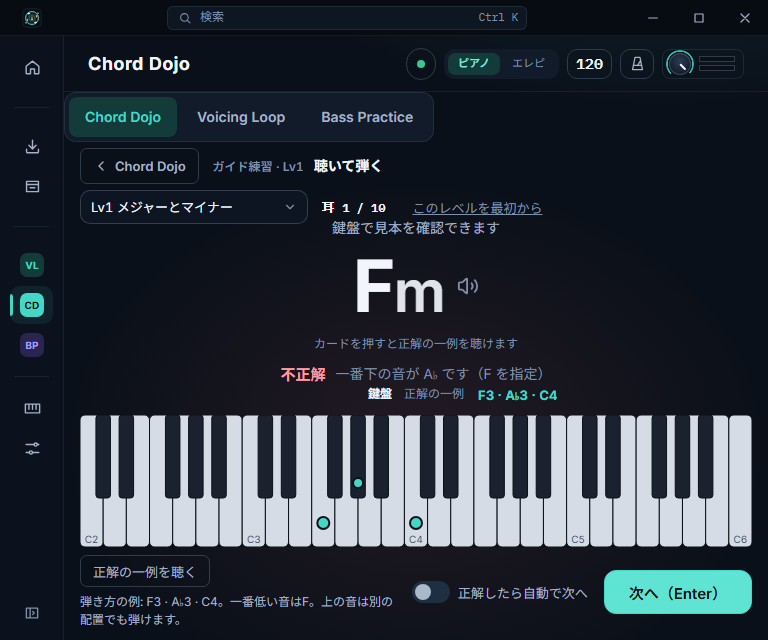 検索 Ctrl K
Chord Dojo ピアノ エレピ 120
Chord Dojo Voicing Loop Bass Practice
Chord Dojo ガイド練習 · Lv1 聴いて弾く
Lv1 メジャーとマイナー 耳 1 / 10 このレベルを最初から
鍵盤で見本を確認できます
VL
CD
BP
Fm
カードを押すと正解の一例を聴けます
不正解 一番下の音が A♭ です（F を指定）
鍵盤 正解の一例 F3 · A♭3 · C4
C2 C3 C4 C5 C6
正解の一例を聴く
弾き方の例: F3 · A♭3 · C4。一番低い音はF。上の音は別の
配置でも弾けます。
正解したら自動で次へ
次へ（Enter）